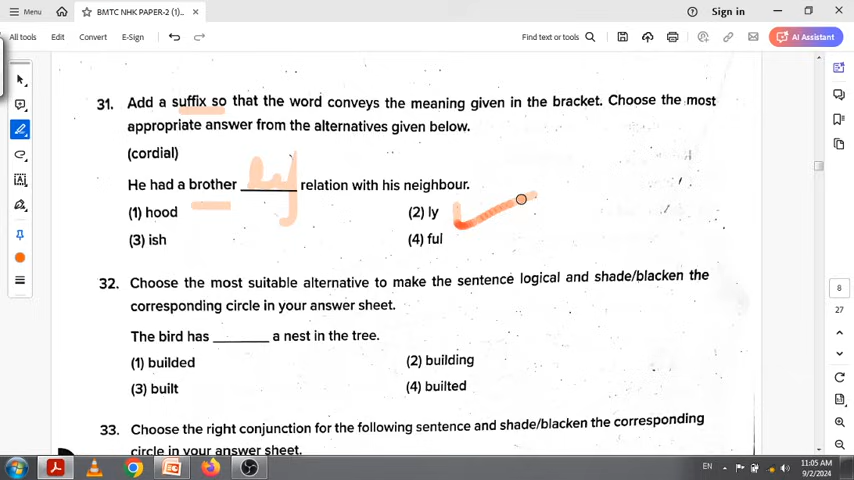 Menu
BMTC NHK PAPER-2 (1)...
Sign in
All tools
Edit
Convert
E-Sign
Find text or tools
AI Assistant
31. Add a suffix so that the word conveys the meaning given in the bracket. Choose the most
appropriate answer from the alternatives given below.
(cordial)
He had a brother ly relation with his neighbour.
(1) hood (2) ly
(3) ish (4) ful
32. Choose the most suitable alternative to make the sentence logical and shade/blacken the
corresponding circle in your answer sheet.
The bird has _______ a nest in the tree.
(1) builded (2) building
(3) built (4) builted
33. Choose the right conjunction for the following sentence and shade/blacken the corresponding
circle in your answer sheet.
8
27
EN
11:05 AM
9/2/2024